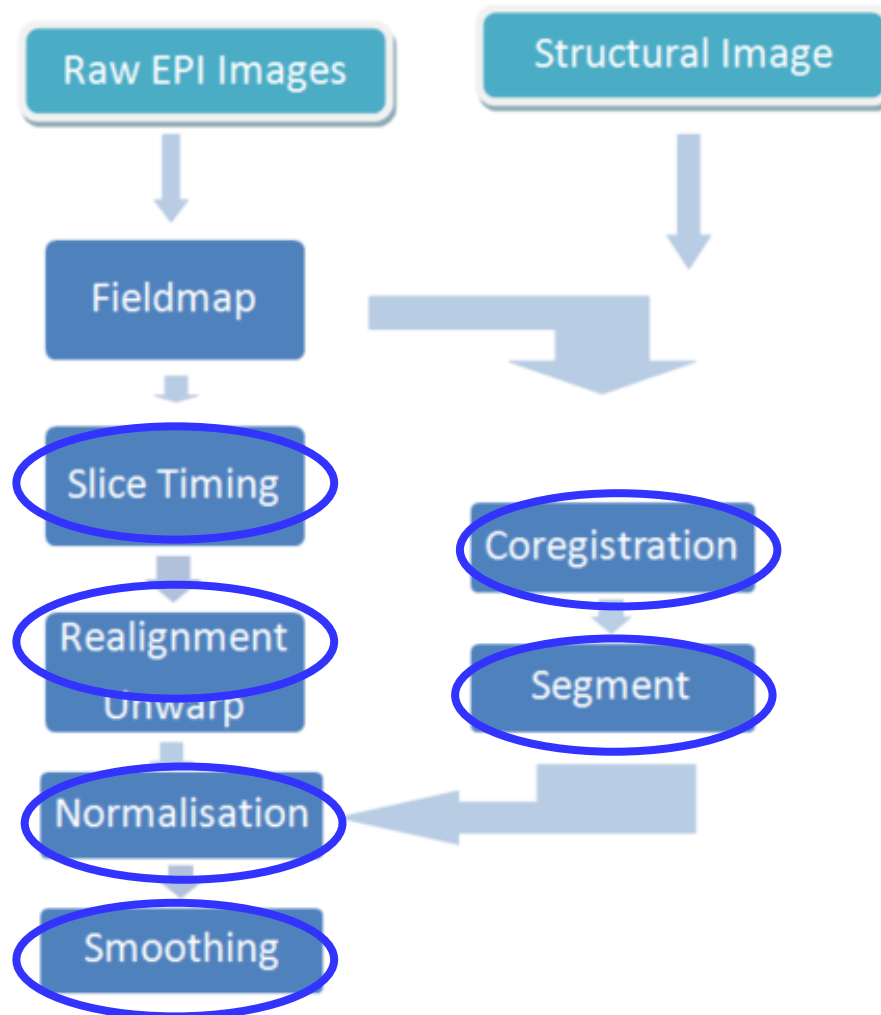 Raw EPI Images
Structural Image
Fieldmap
Slice Timing
Realignment
Unwarp
Normalisation
Smoothing
Coregistration
Segment